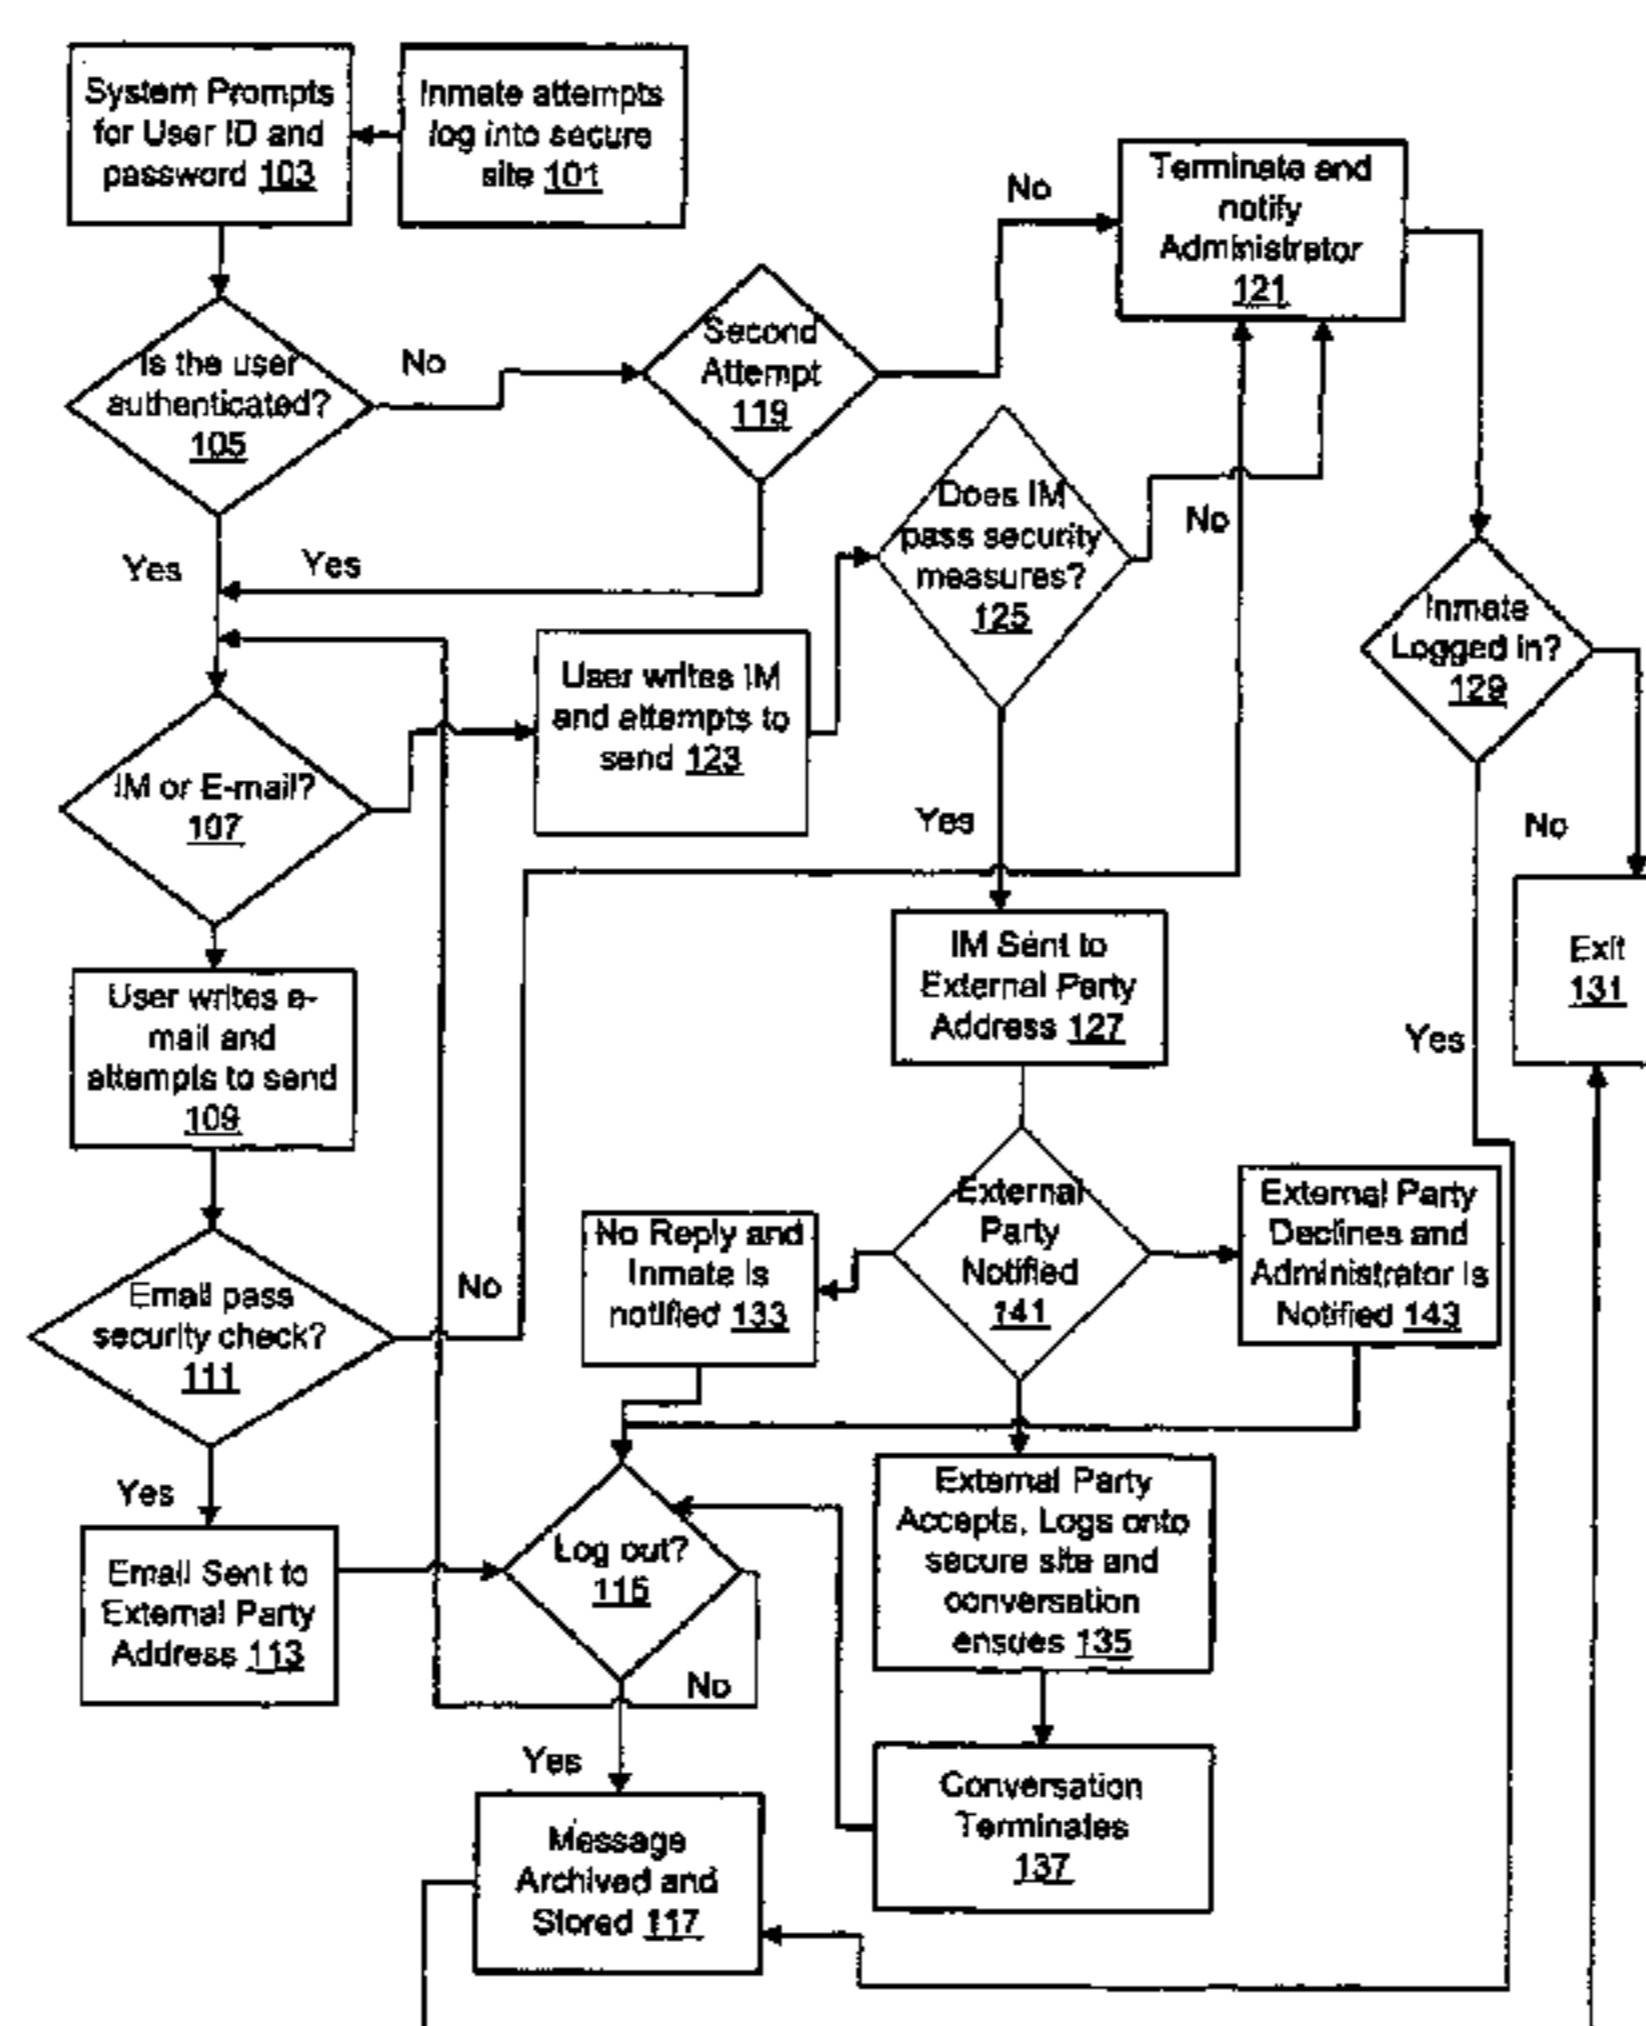 System Prompts
for User ID and
password 103
Inmate attempts
log into secure
site 101
Terminate and
notify
Administrator
121
No
Second
Attempt
119
Is the user
authenticated?
105
No
Yes
Yes
Does IM
pass security
measures?
125
No
Inmate
Logged in?
129
User writes IM
and attempts to
send 123
IM or E-mail?
107
Yes
No
Exit
131
IM Sent to
External Party
Address 127
User writes e-
mail and
attempts to send
109
Yes
External
Party
Notified
141
External Party
Declines and
Administrator is
Notified 143
No Reply and
Inmate is
notified 133
Email pass
security check?
111
No
Yes
Email Sent to
External Party
Address 113
Log out?
115
No
External Party
Accepts, Logs onto
secure site and
conversation
ensues 135
Yes
Conversation
Terminates
137
Message
Archived and
Stored 117